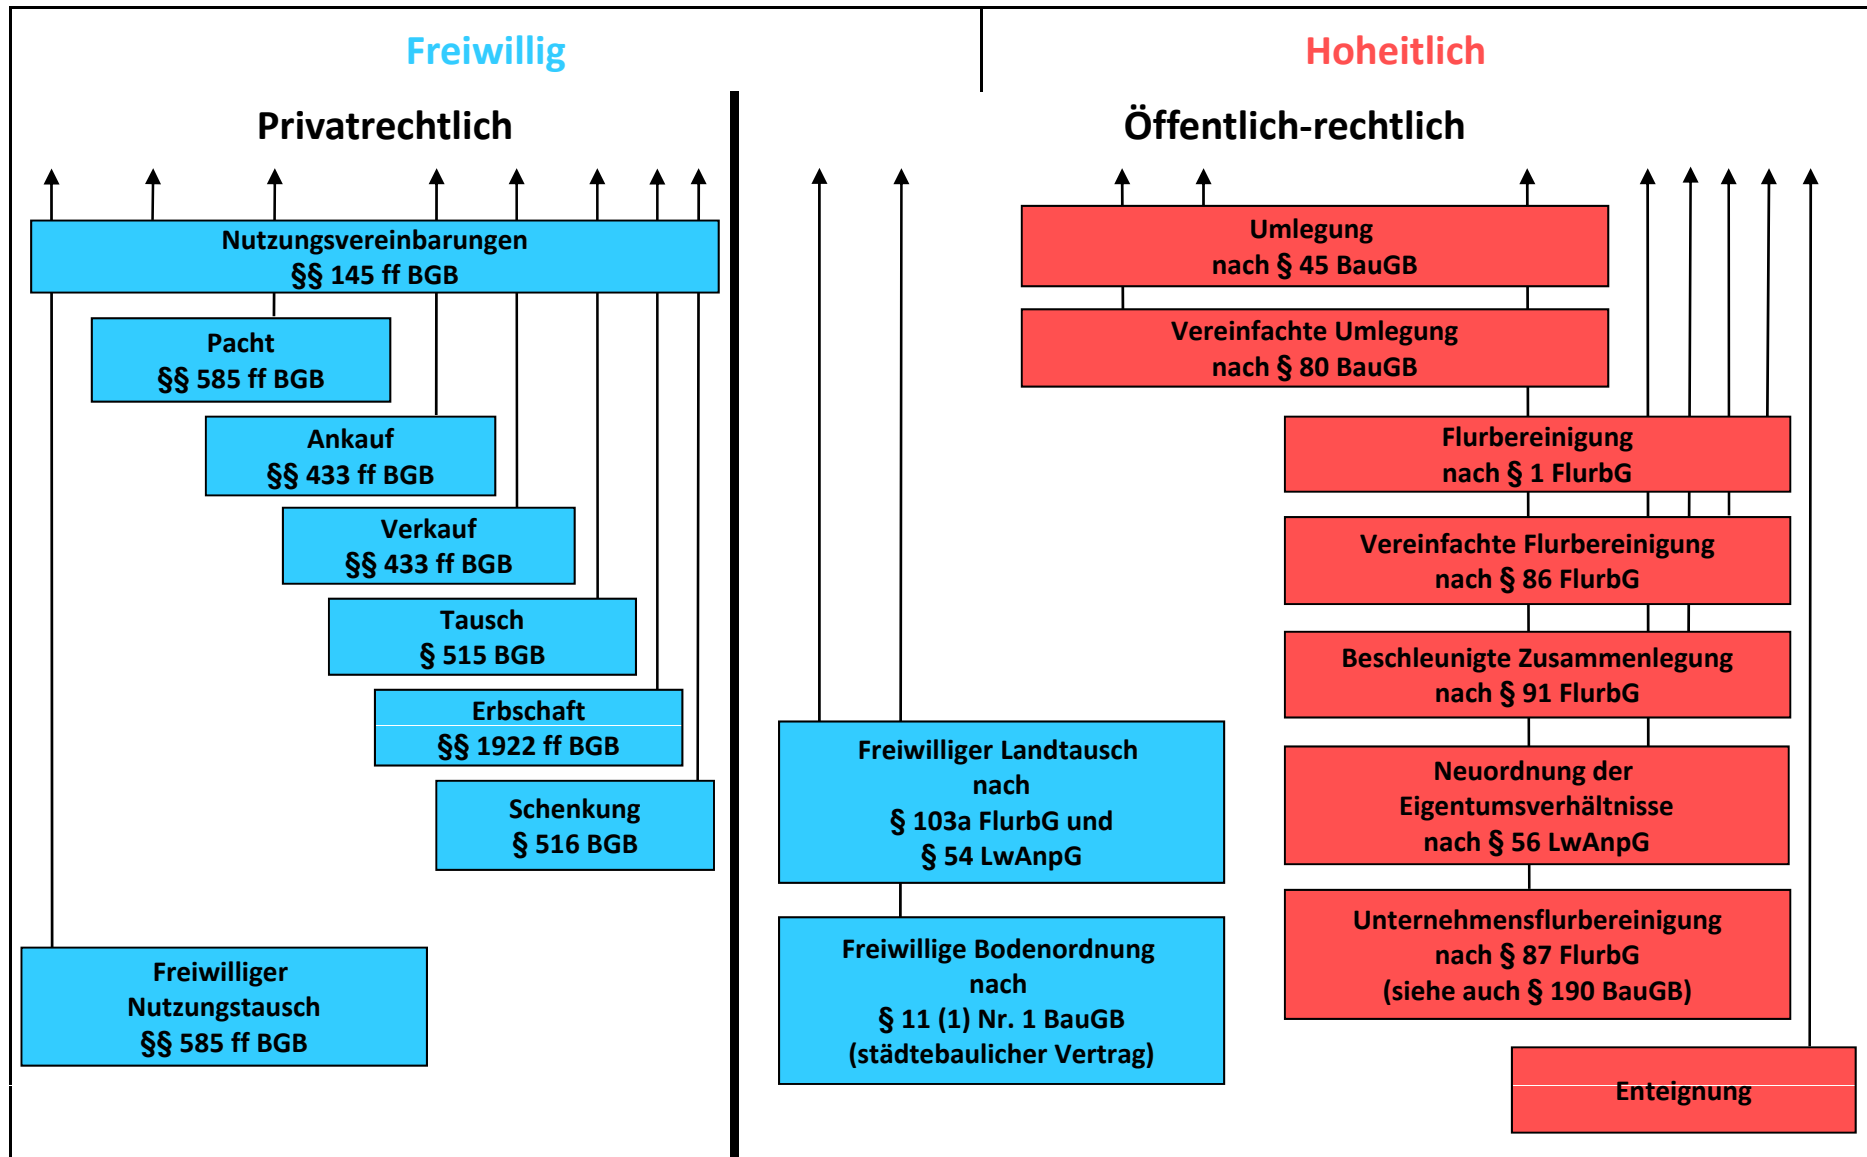 Freiwillig
Hoheitlich
Privatrechtlich
Öffentlich-rechtlich
Nutzungsvereinbarungen
§§ 145 ff BGB
Pacht
§§ 585 ff BGB
Ankauf
§§ 433 ff BGB
Verkauf
§§ 433 ff BGB
Tausch
§ 515 BGB
Erbschaft
§§ 1922 ff BGB
Schenkung
§ 516 BGB
Freiwilliger
Nutzungstausch
§§ 585 ff BGB
Freiwilliger Landtausch
nach
§ 103a FlurbG und
§ 54 LwAnpG
Freiwillige Bodenordnung
nach
§ 11 (1) Nr. 1 BauGB
(städtebaulicher Vertrag)
Umlegung
nach § 45 BauGB
Vereinfachte Umlegung
nach § 80 BauGB
Flurbereinigung
nach § 1 FlurbG
Vereinfachte Flurbereinigung
nach § 86 FlurbG
Beschleunigte Zusammenlegung
nach § 91 FlurbG
Neuordnung der
Eigentumsverhältnisse
nach § 56 LwAnpG
Unternehmensflurbereinigung
nach § 87 FlurbG
(siehe auch § 190 BauGB)
Enteignung